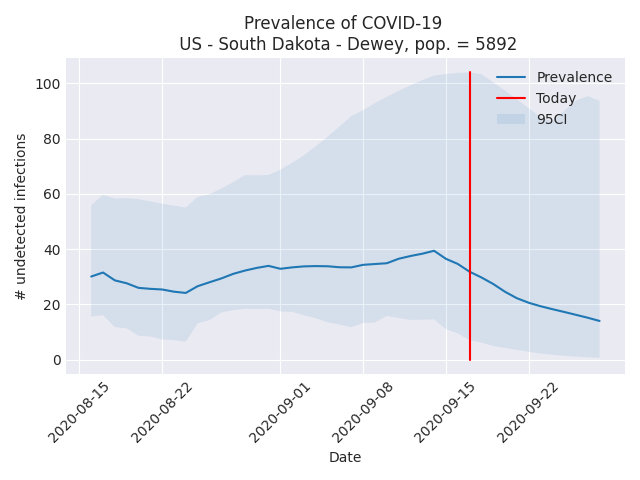 Prevalence of COVID-19
US - South Dakota - Dewey, pop. = 5892
Prevalence
Today
95CI
# undetected infections
100
80
60
40
20
0
2020-08-15
2020-08-22
2020-09-01
2020-09-08
2020-09-15
2020-09-22
Date